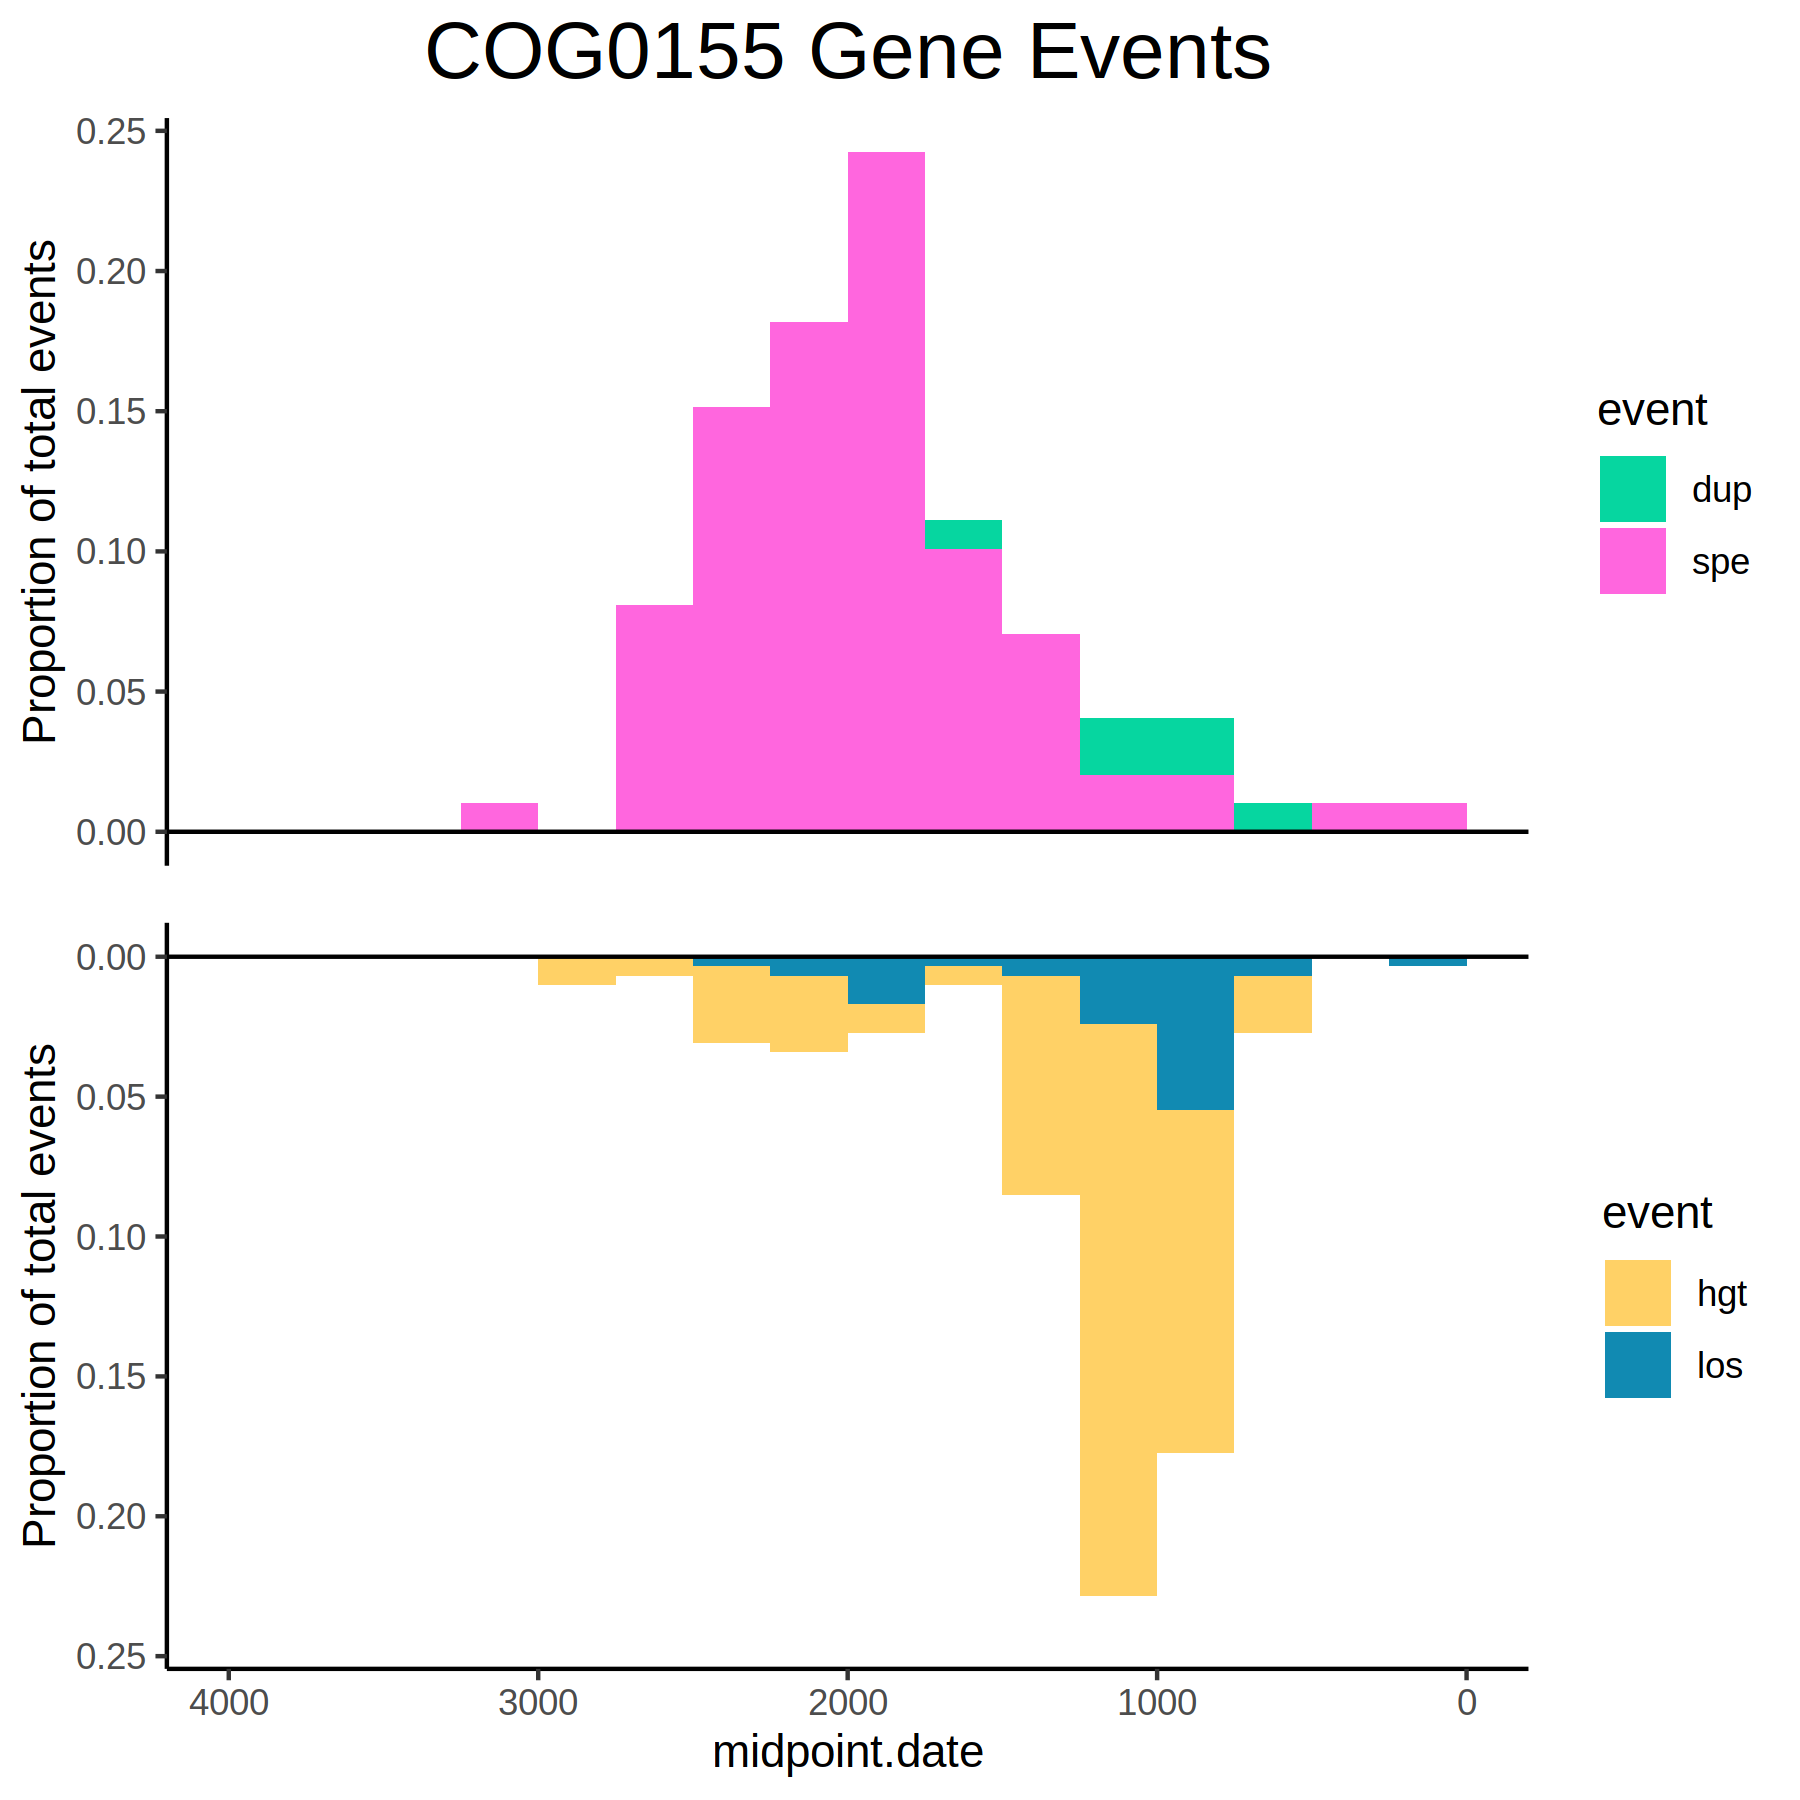 COG0155 Gene Events
Proportion of total events
0.25
0.20
0.15
0.10
0.05
0.00
event
dup
spe
Proportion of total events
0.00
0.05
0.10
0.15
0.20
0.25
event
hgt
los
4000 3000 2000 1000 0
midpoint.date